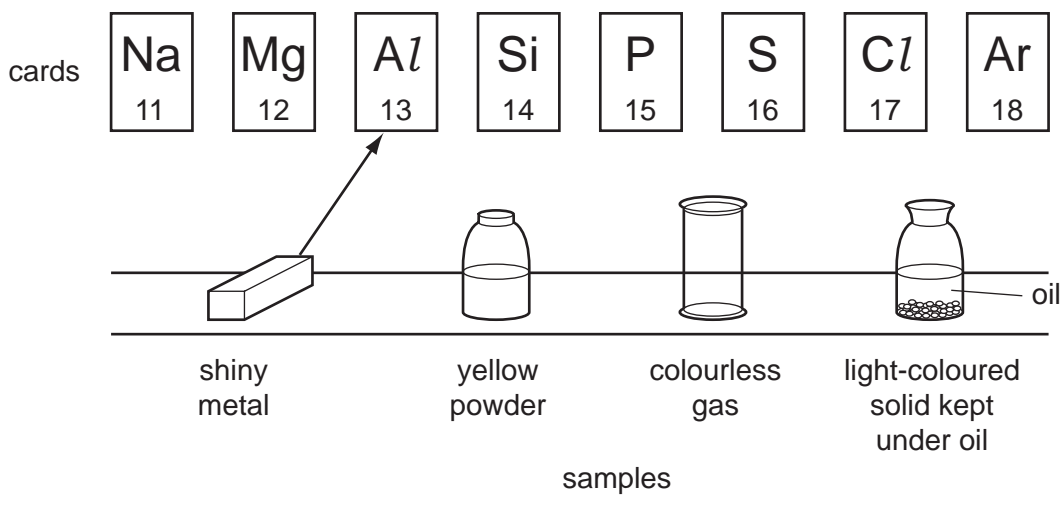 cards
Na Mg Al Si P S Cl Ar
11 12 13 14 15 16 17 18
oil
shiny
metal
yellow
powder
colourless
gas
light-coloured
solid kept
under oil
samples